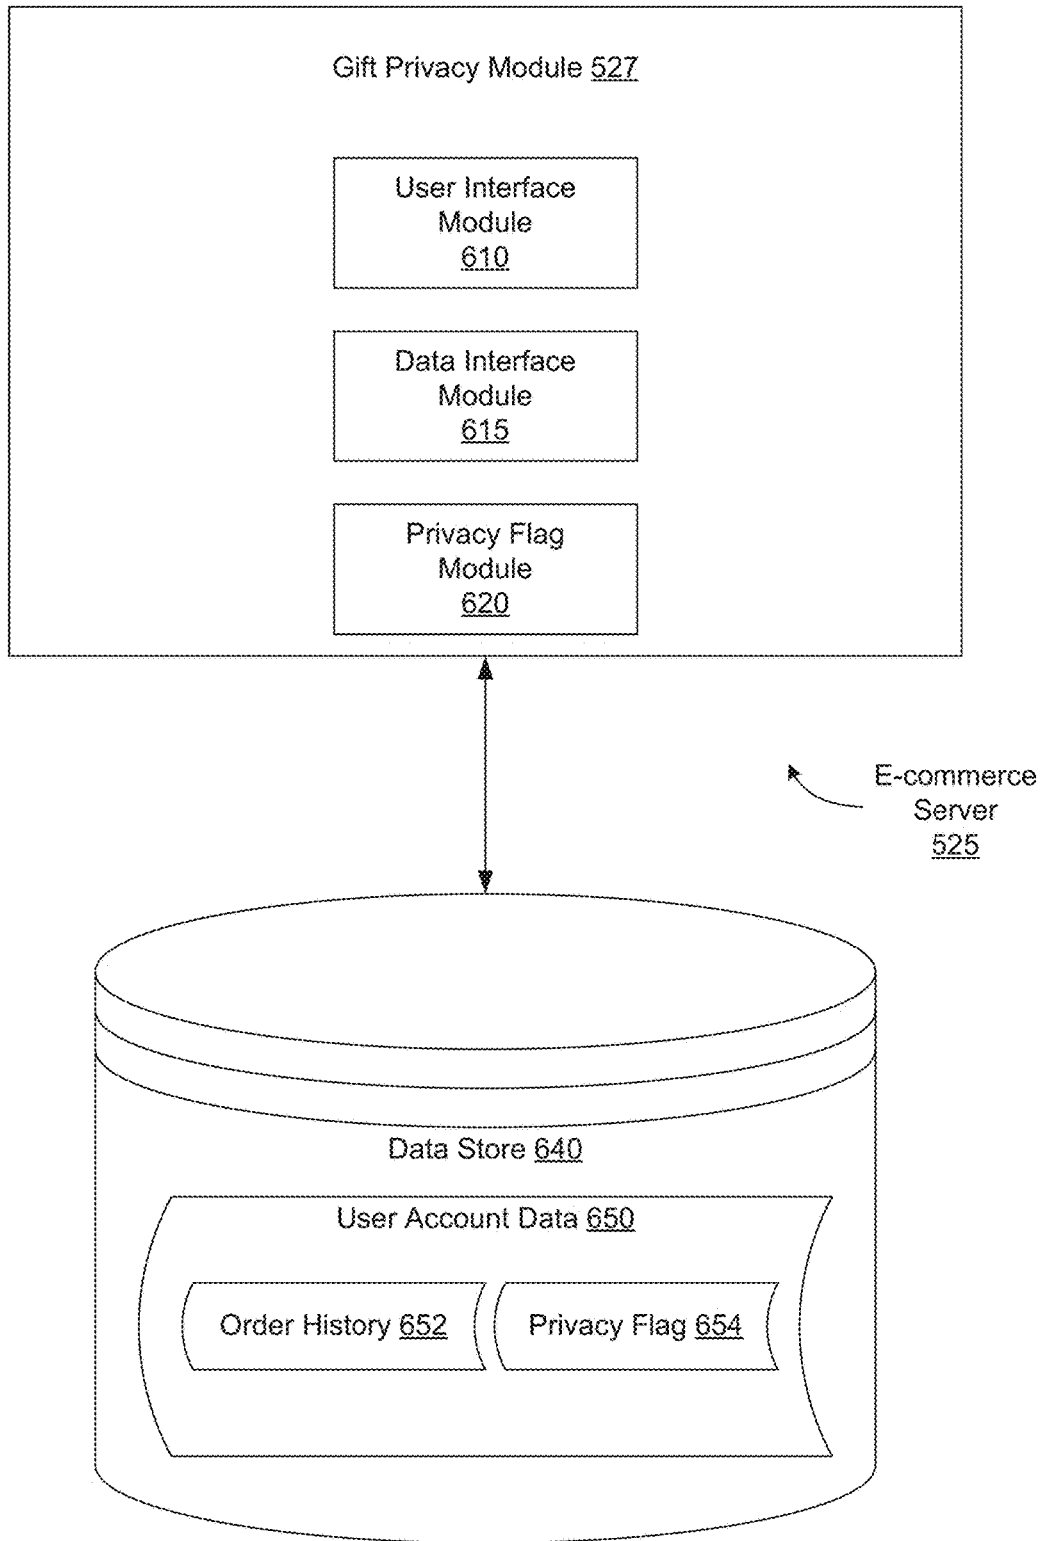 Gift Privacy Module 527
User Interface
Module
610
Data Interface
Module
615
Privacy Flag
Module
620
E-commerce
Server
525
Data Store 640
User Account Data 650
Order History 652
Privacy Flag 654